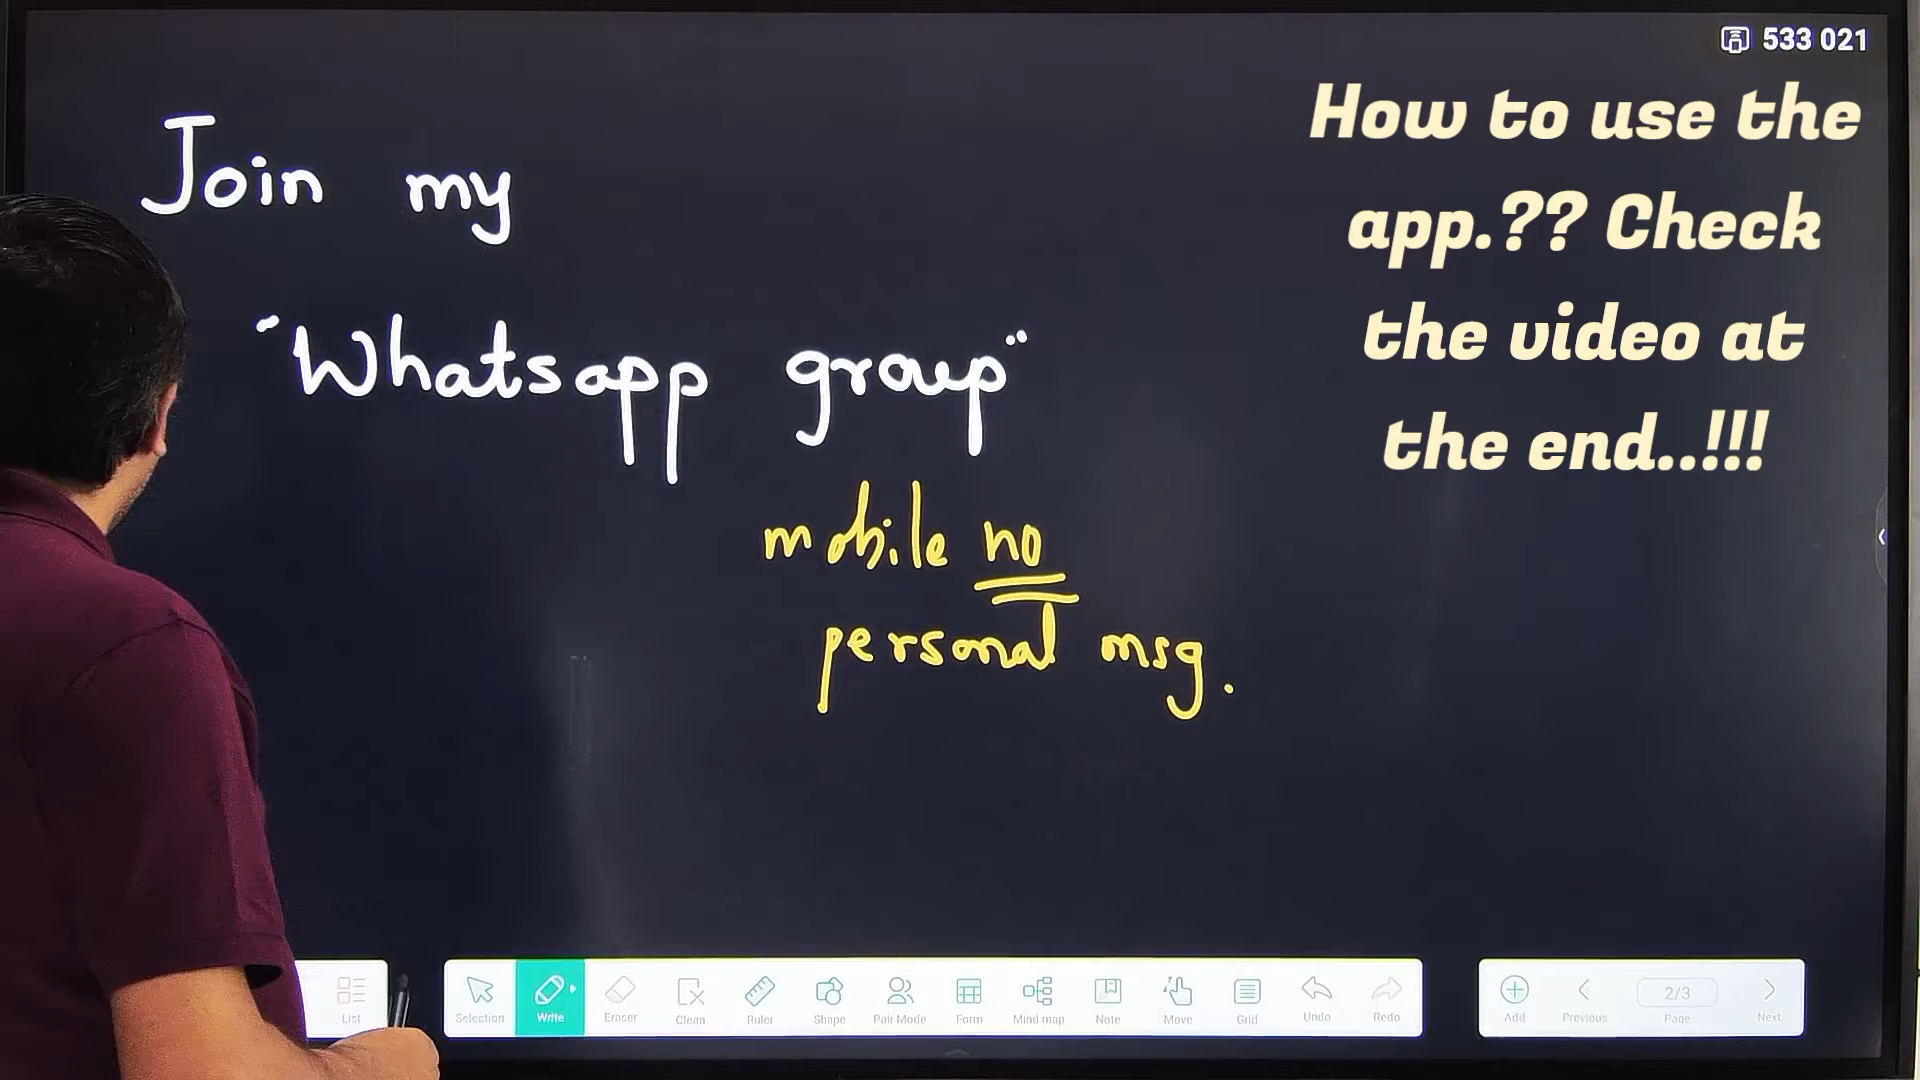 533 021
How to use the
app.?? Check
the video at
the end..!!!
Join my
"Whatsapp group"
mobile no
personal msg.
List
Selection
Write
Eraser
Clean
Ruler
Shape
Pair Mode
Form
Mind map
Note
Move
Grid
Undo
Redo
Add
Previous
2/3
Page
Next